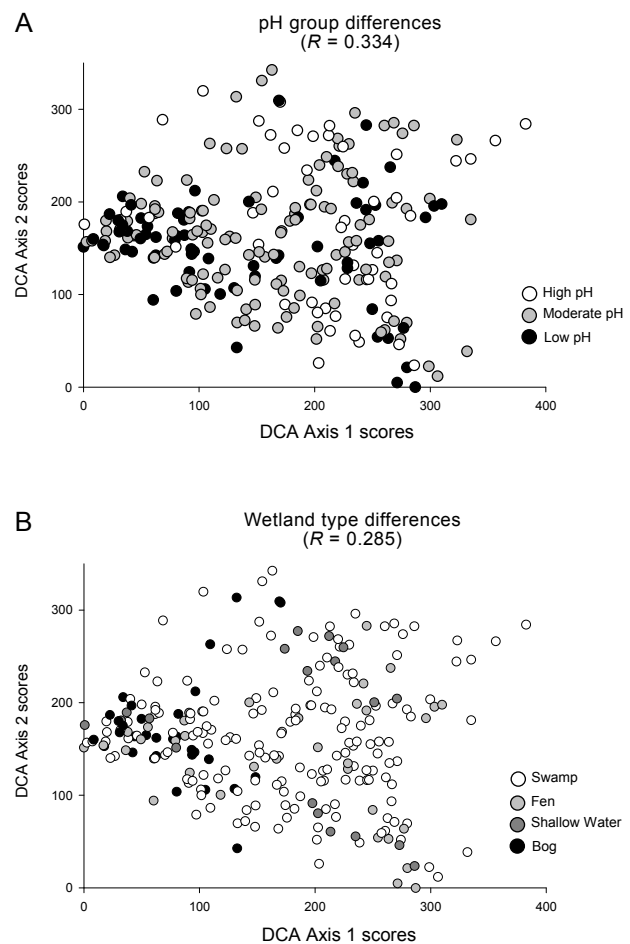 A
pH group differences
(R = 0.334)
DCA Axis 2 scores
300
200
100
0
High pH
Moderate pH
Low pH
0 100 200 300 400
DCA Axis 1 scores
B
Wetland type differences
(R = 0.285)
DCA Axis 2 scores
300
200
100
0
Swamp
Fen
Shallow Water
Bog
0 100 200 300 400
DCA Axis 1 scores